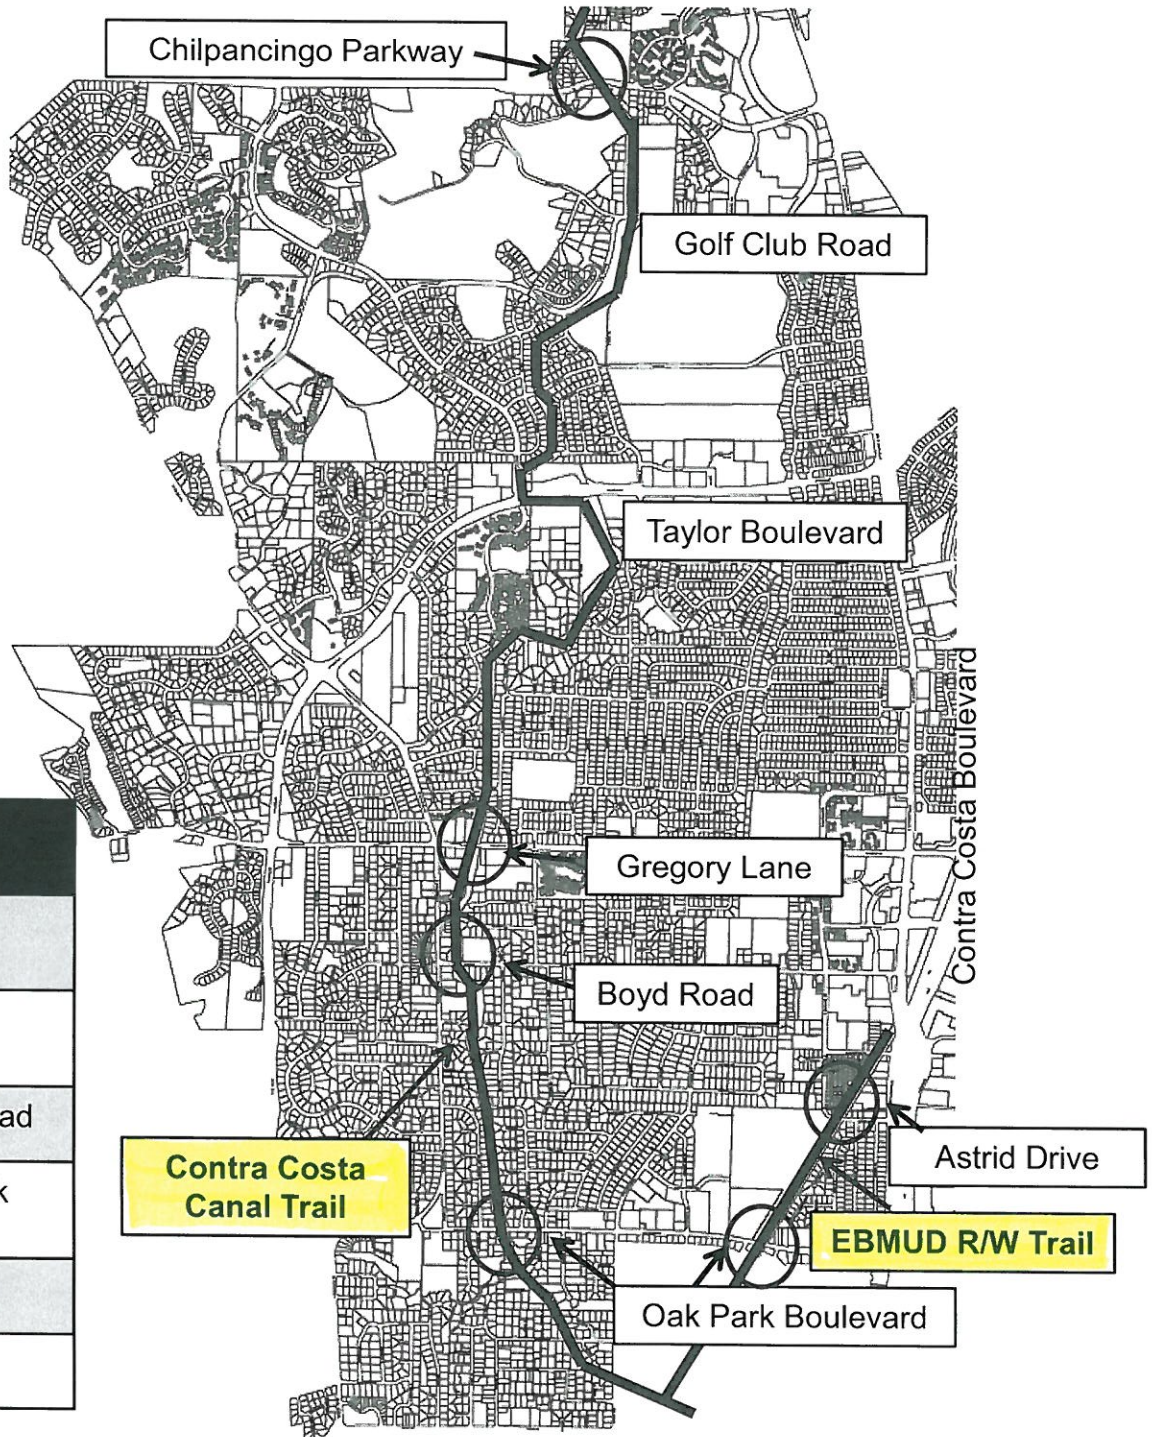 Chilpancingo Parkway
Golf Club Road
Taylor Boulevard
Contra Costa Boulevard
Gregory Lane
Boyd Road
Contra Costa
Canal Trail
Astrid Drive
EBMUD R/W Trail
Oak Park Boulevard
ad
k